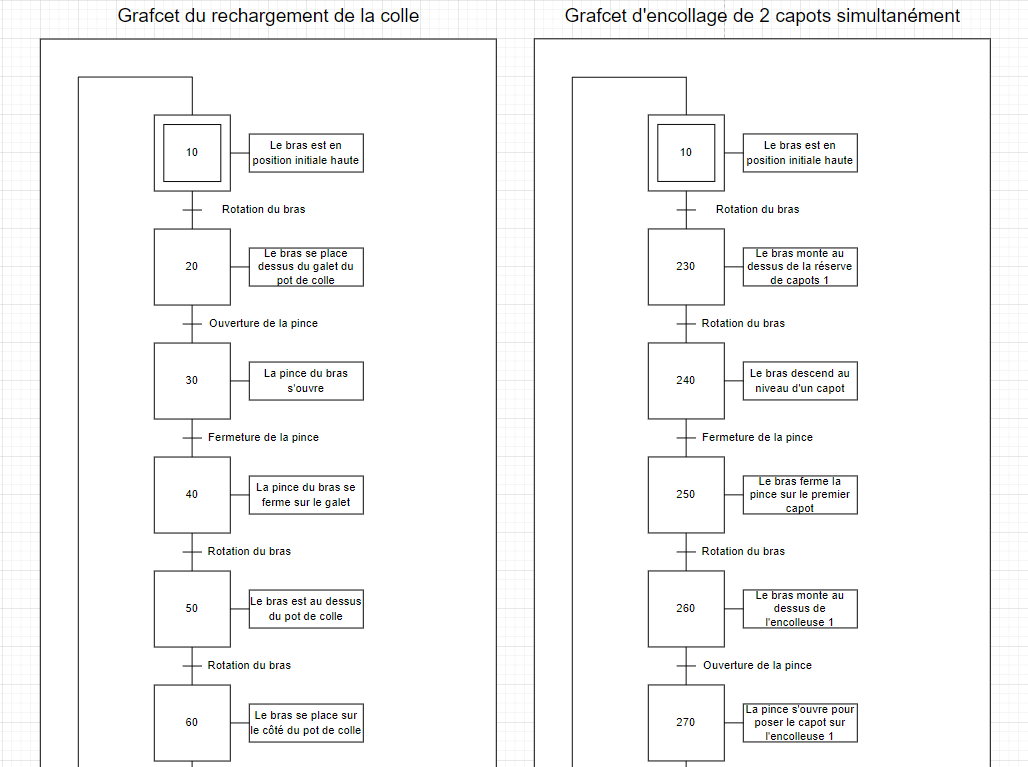 Grafcet du rechargement de la colle
10
Le bras est en
position initiale haute
Rotation du bras
20
Le bras se place
dessus du galet du
pot de colle
Ouverture de la pince
30
La pince du bras
s'ouvre
Fermeture de la pince
40
La pince du bras se
ferme sur le galet
Rotation du bras
50
Le bras est au dessus
du pot de colle
Rotation du bras
60
Le bras se place sur
le côté du pot de colle
Grafcet d'encollage de 2 capots simultanément
10
Le bras est en
position initiale haute
Rotation du bras
230
Le bras monte au
dessus de la réserve
de capots 1
Rotation du bras
240
Le bras descend au
niveau d'un capot
Fermeture de la pince
250
Le bras ferme la
pince sur le premier
capot
Rotation du bras
260
Le bras monte au
dessus de
l'encolleuse 1
Ouverture de la pince
270
La pince s'ouvre pour
poser le capot sur
l'encolleuse 1